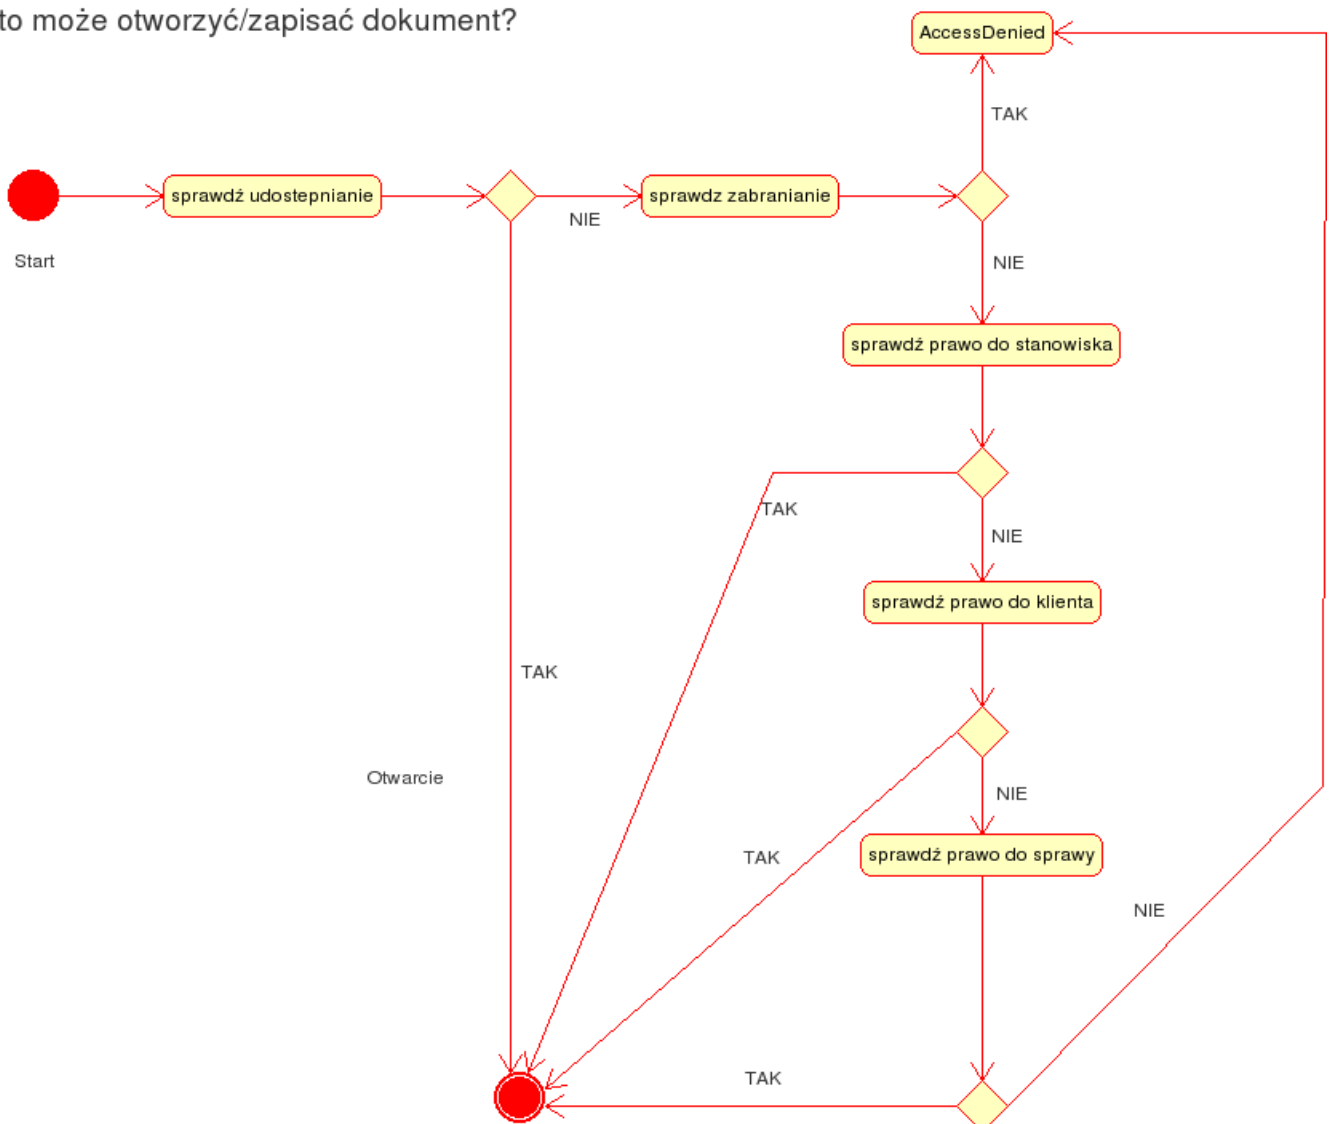 to może otworzyć/zapisać dokument?
AccessDenied
TAK
sprawdź udostepnianie
NIE
sprawdz zabranianie
Start
NIE
sprawdź prawo do stanowiska
TAK
NIE
sprawdź prawo do klienta
TAK
Otwarcie
NIE
TAK
sprawdź prawo do sprawy
NIE
TAK